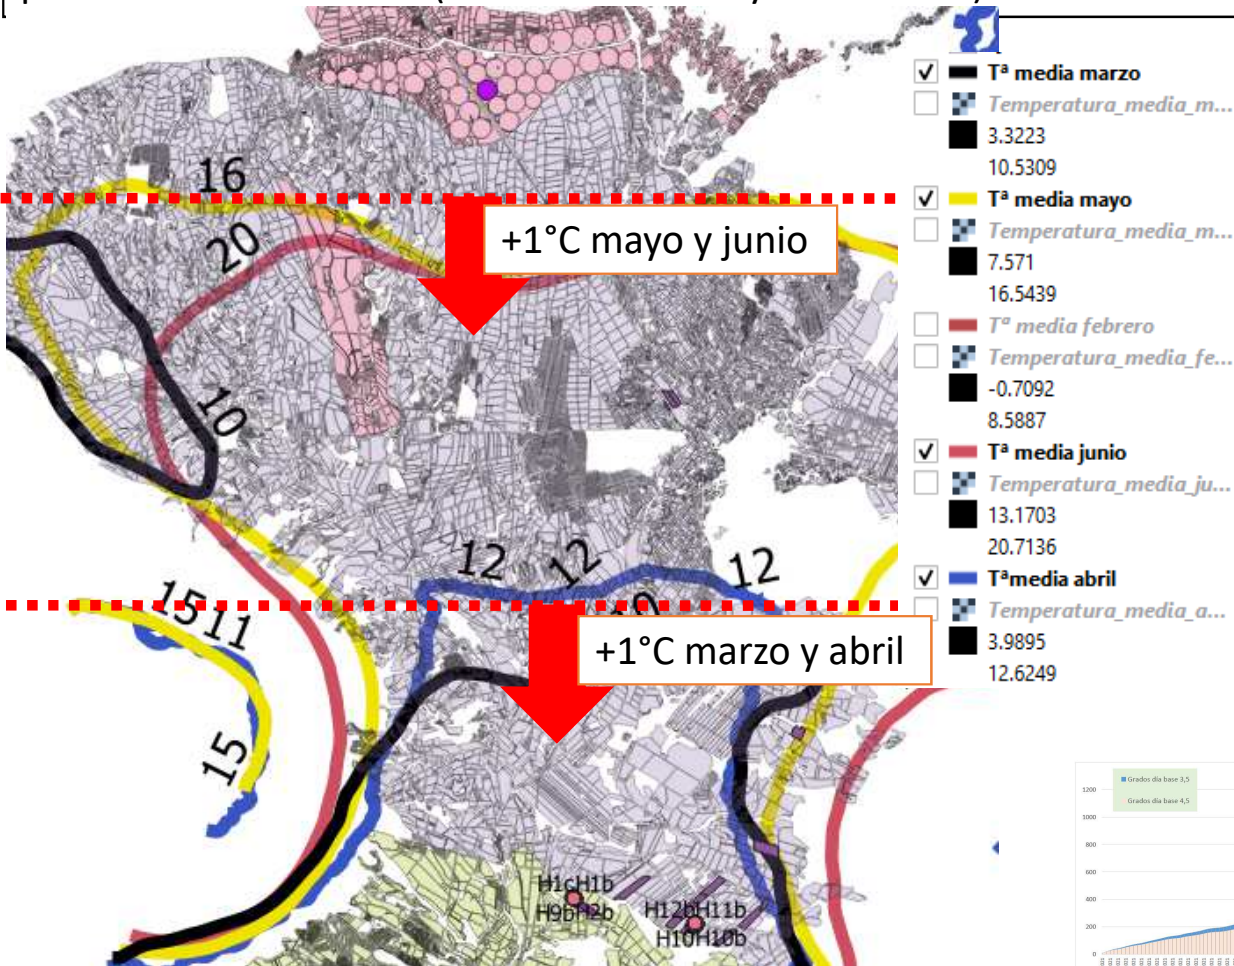 16
20
+1°C mayo y junio
10
12
12
12
10
15
11
+1°C marzo y abril
15
H1cH1b
H9bH2b
H12bH11b
H10H10b
Tª media marzo
Temperatura_media_m...
3.3223
10.5309
Tª media mayo
Temperatura_media_m...
7.571
16.5439
Tª media febrero
Temperatura_media_fe...
-0.7092
8.5887
Tª media junio
Temperatura_media_ju...
13.1703
20.7136
Tªmedia abril
Temperatura_media_a...
3.9895
12.6249
Grados día base 3,5
Grados día base 4,5
1200
1000
800
600
400
200
0